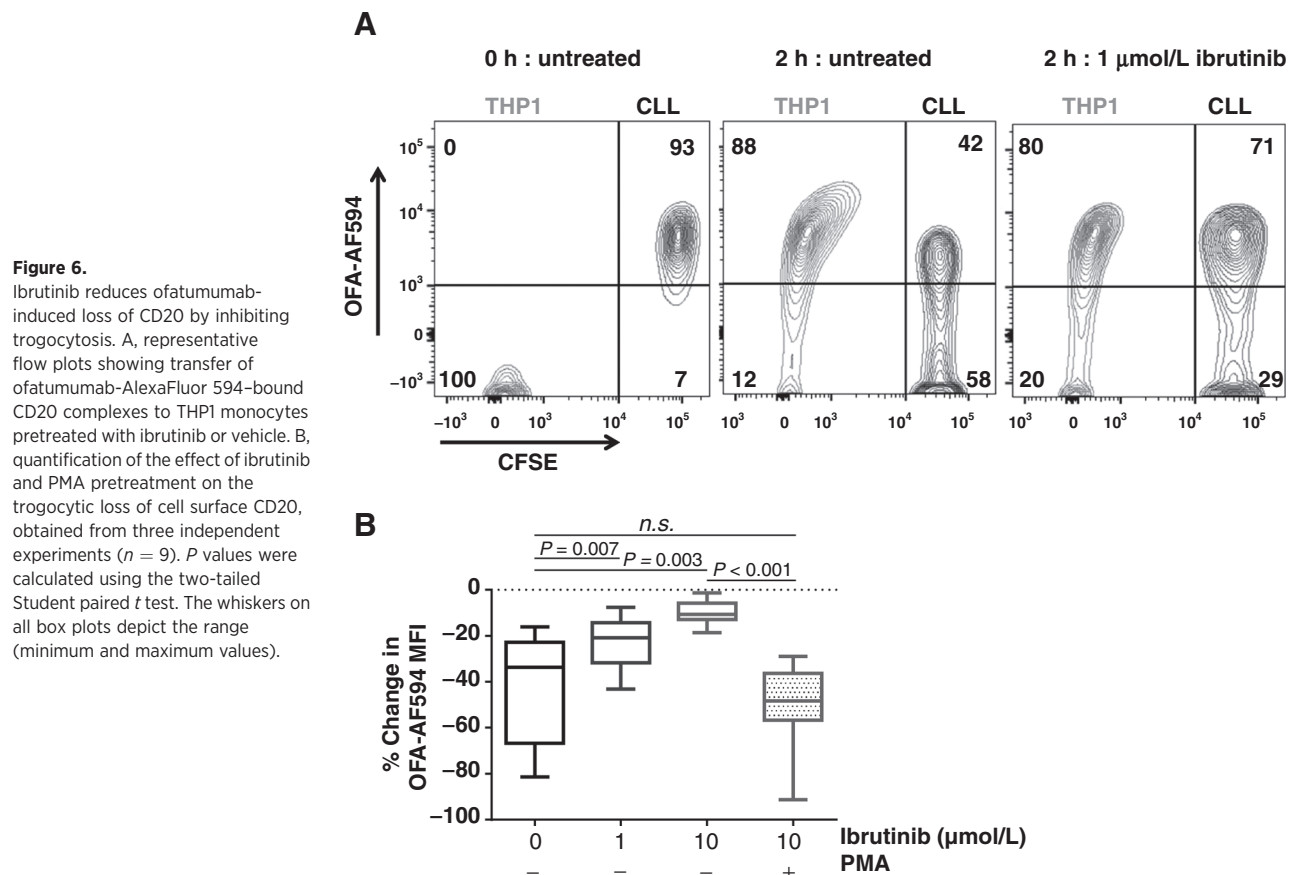 Figure 6.
Ibrutinib reduces ofatumumab-
induced loss of CD20 by inhibiting
trogocytosis. A, representative
flow plots showing transfer of
ofatumumab-AlexaFluor 594–bound
CD20 complexes to THP1 monocytes
pretreated with ibrutinib or vehicle. B,
quantification of the effect of ibrutinib
and PMA pretreatment on the
trogocytic loss of cell surface CD20,
obtained from three independent
experiments (n = 9). P values were
calculated using the two-tailed
Student paired t test. The whiskers on
all box plots depict the range
(minimum and maximum values).
A
0 h : untreated 2 h : untreated 2 h : 1 μmol/L ibrutinib
THP1 CLL THP1 CLL THP1 CLL
OFA-AF594
10⁵
10⁴
10³
0
−10³
0 93 88 42 80 71
100 7 12 58 20 29
−10³ 0 10³ 10⁴ 10⁵ 10³ 0 10³ 10⁴ 10⁵ 10³ 0 10³ 10⁴ 10⁵
CFSE
B
n.s.
P = 0.007
P = 0.003
P < 0.001
% Change in
OFA-AF594 MFI
0
−20
−40
−60
−80
−100
0 1 10 10 Ibrutinib (μmol/L)
− − − + PMA